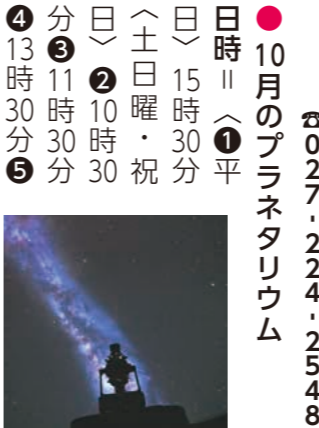 ☎027-224-2548
●10月のプラネタリウム
日時＝〈❶平
日〉 15時30分
〈土日曜・祝
日〉 ❷10時30
分❸11時30分
❹13時30分❺